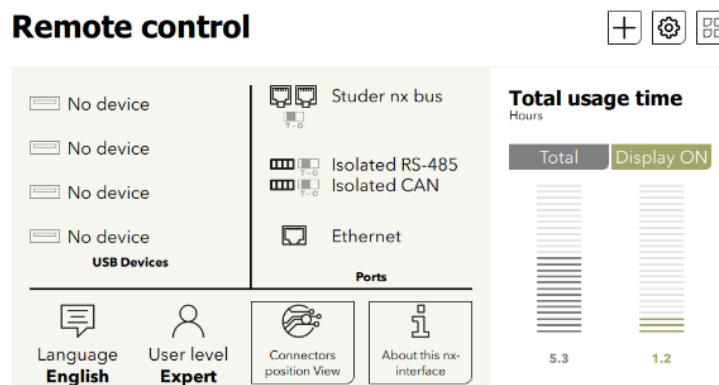 Remote control
No device
No device
No device
No device
USB Devices
Studer nx bus
T-O
Isolated RS-485
T-O
Isolated CAN
T-O
Ethernet
Ports
Language
English
User level
Expert
Connectors
position View
About this nx-
interface
Total usage time
Hours
Total
Display ON
5.3
1.2